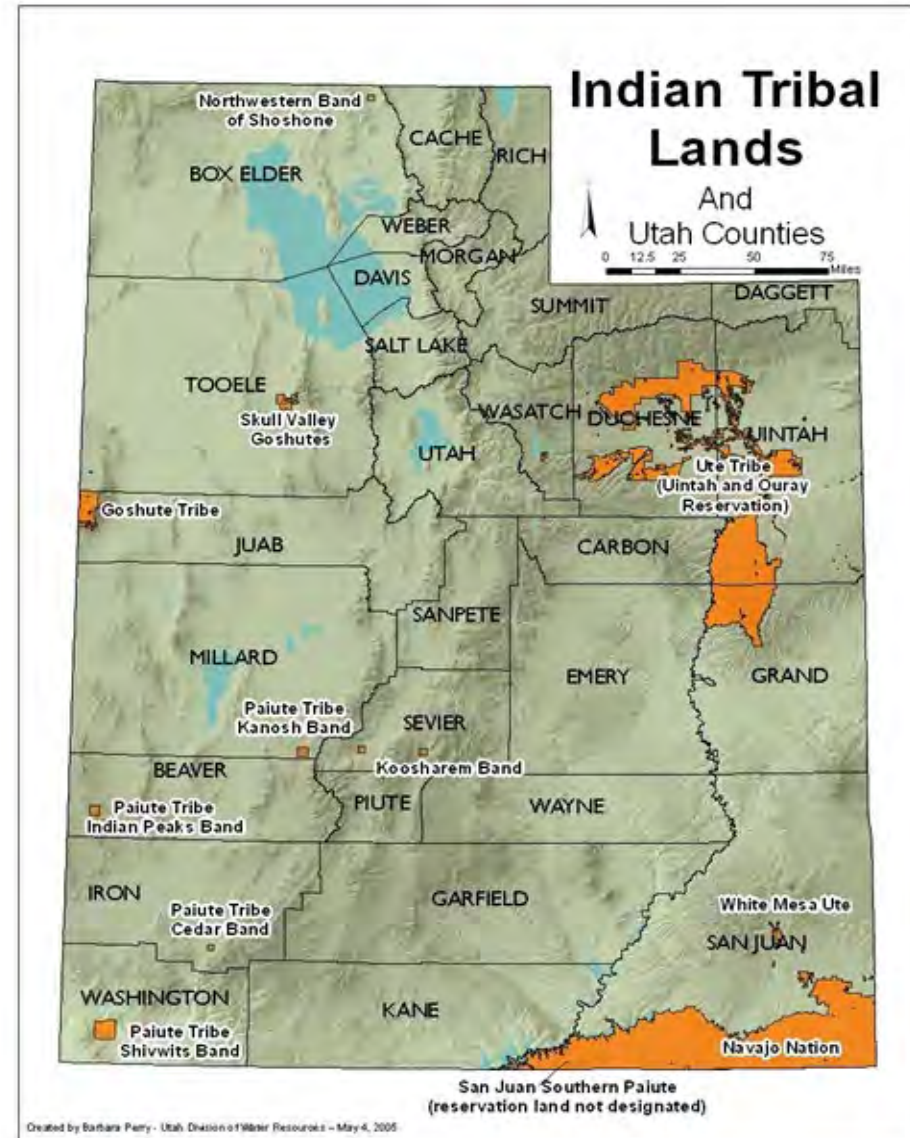 Indian Tribal
Lands
And
Utah Counties
0 12.5 25 50 75
Miles
Northwestern Band
of Shoshone
CACHE
RICH
BOX ELDER
WEBER
MORGAN
DAVIS
SUMMIT
DAGGETT
SALT LAKE
TOOELE
Skull Valley
Goshutes
WASATCH
DUCHESNE
UINTAH
UTAH
Ute Tribe
(Uintah and Ouray
Reservation)
Goshute Tribe
JUAB
CARBON
SANPETE
MILLARD
EMERY
GRAND
Paiute Tribe
Kanosh Band
SEVIER
Koosharem Band
BEAVER
PIUTE
WAYNE
Paiute Tribe
Indian Peaks Band
IRON
GARFIELD
Paiute Tribe
Cedar Band
White Mesa Ute
SAN JUAN
WASHINGTON
KANE
Paiute Tribe
Shivwits Band
Navajo Nation
San Juan Southern Paiute
(reservation land not designated)
Created by Barbara Perry - Utah Division of Water Resources - May 4, 2005